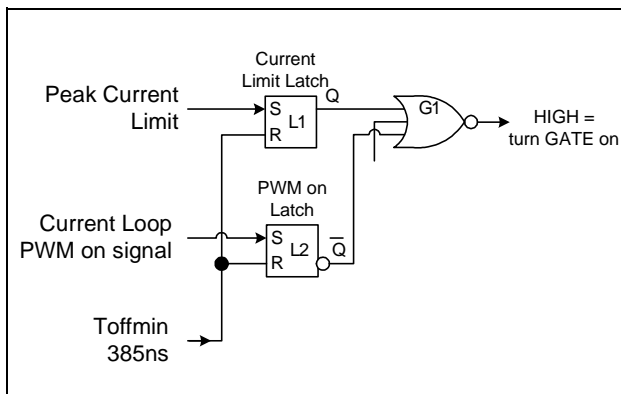 Current
Limit Latch
Peak Current
Limit
S
R
L1
Q
G1
HIGH =
turn GATE on
PWM on
Latch
Current Loop
PWM on signal
S
R
L2
Q
Toffmin
385ns